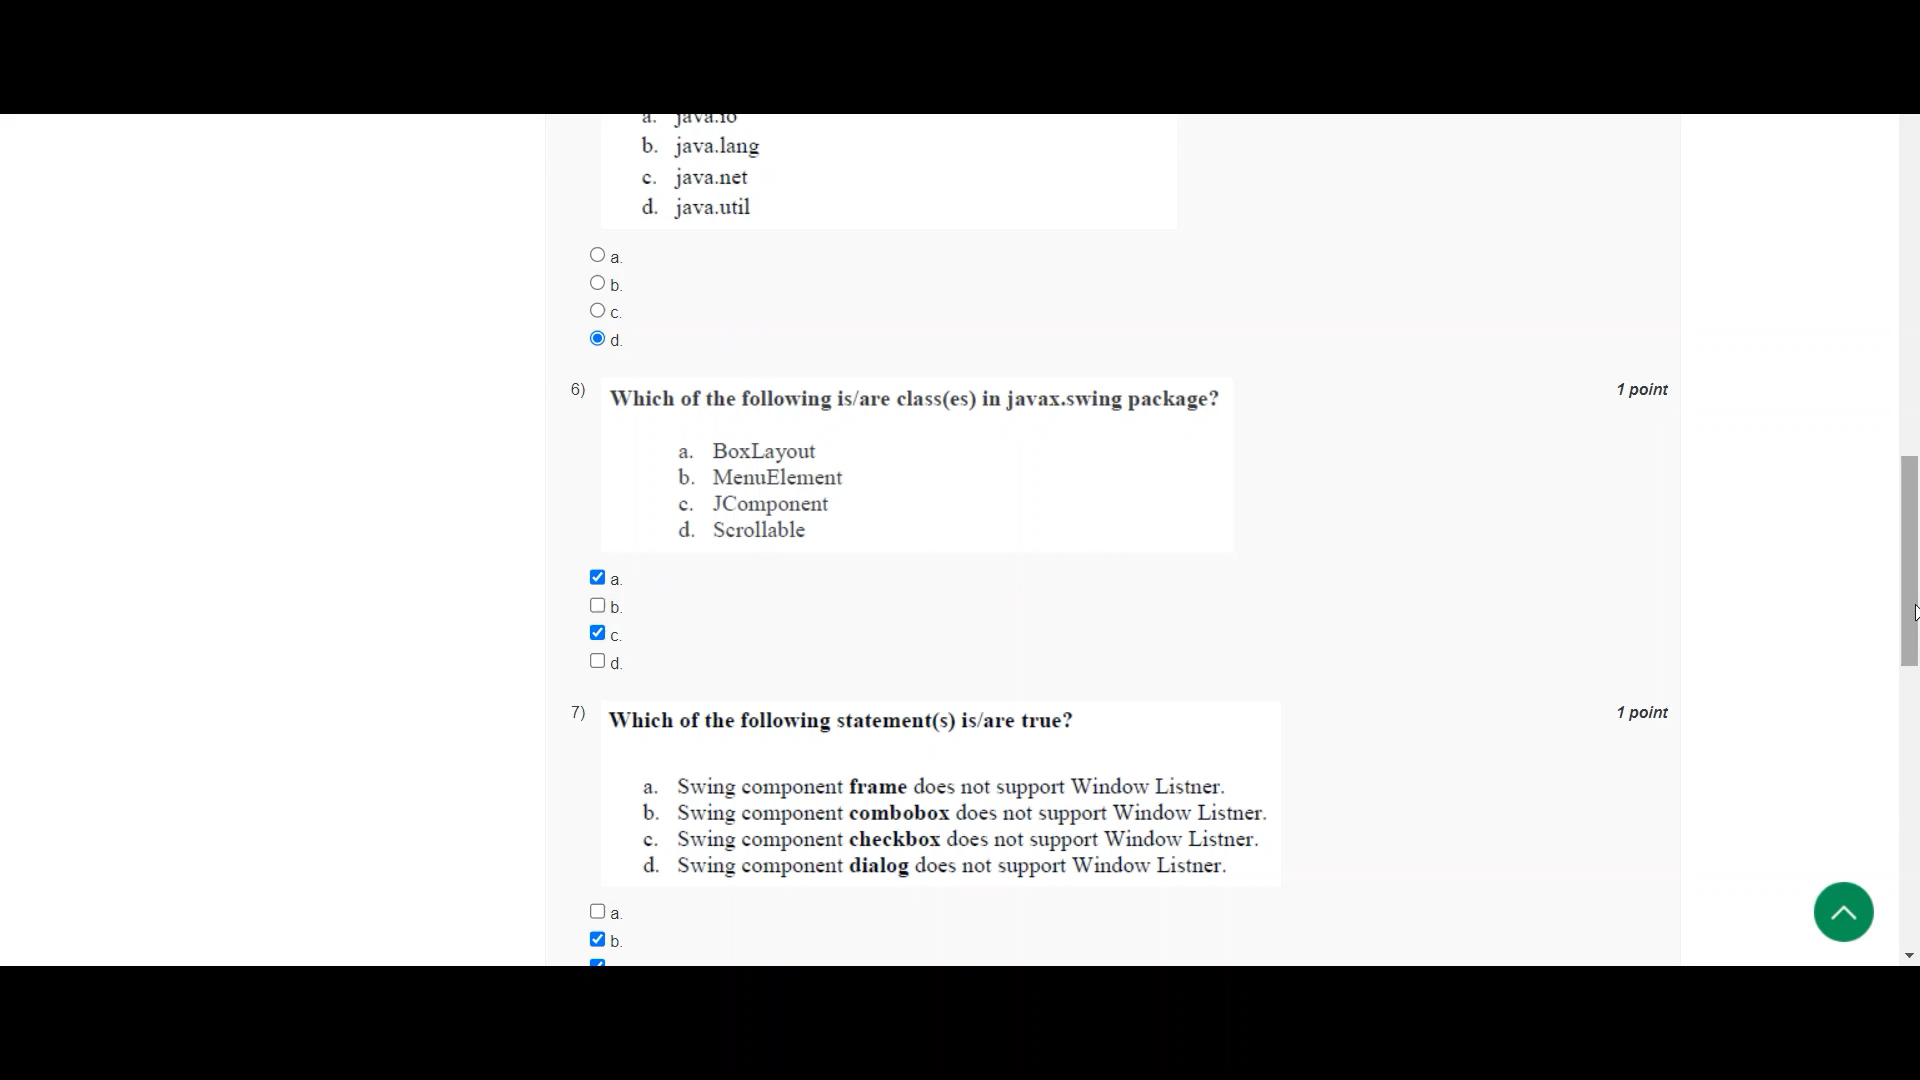 a. java.io
b. java.lang
c. java.net
d. java.util
a.
b.
c.
d.
6) Which of the following is/are class(es) in javax.swing package? 1 point
a. BoxLayout
b. MenuElement
c. JComponent
d. Scrollable
a.
b.
c.
d.
7) Which of the following statement(s) is/are true? 1 point
a. Swing component frame does not support Window Listner.
b. Swing component combobox does not support Window Listner.
c. Swing component checkbox does not support Window Listner.
d. Swing component dialog does not support Window Listner.
a.
b.